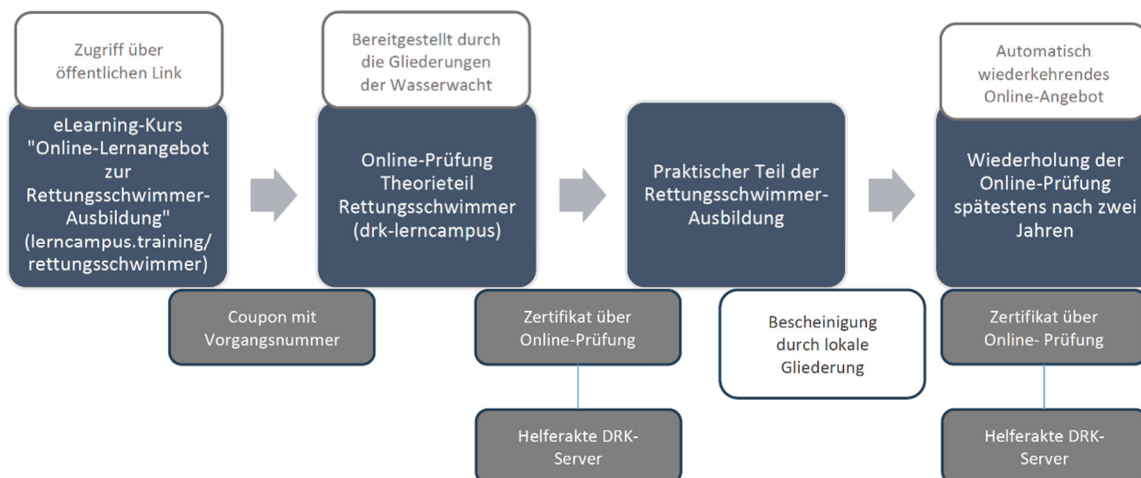 Zugriff über
öffentlichen Link
eLearning-Kurs
"Online-Lernangebot
zur
Rettungsschwimmer-
Ausbildung"
(lerncampus.training/
rettungsschwimmer)
Coupon mit
Vorgangsnummer
Bereitgestellt durch
die Gliederungen
der Wasserwacht
Online-Prüfung
Theorieteil
Rettungsschwimmer
(drk-lerncampus)
Zertifikat über
Online-Prüfung
Helferakte DRK-
Server
Praktischer Teil der
Rettungsschwimmer-
Ausbildung
Bescheinigung
durch lokale
Gliederung
Automatisch
wiederkehrendes
Online-Angebot
Wiederholung der
Online-Prüfung
spätestens nach zwei
Jahren
Zertifikat über
Online- Prüfung
Helferakte DRK-
Server